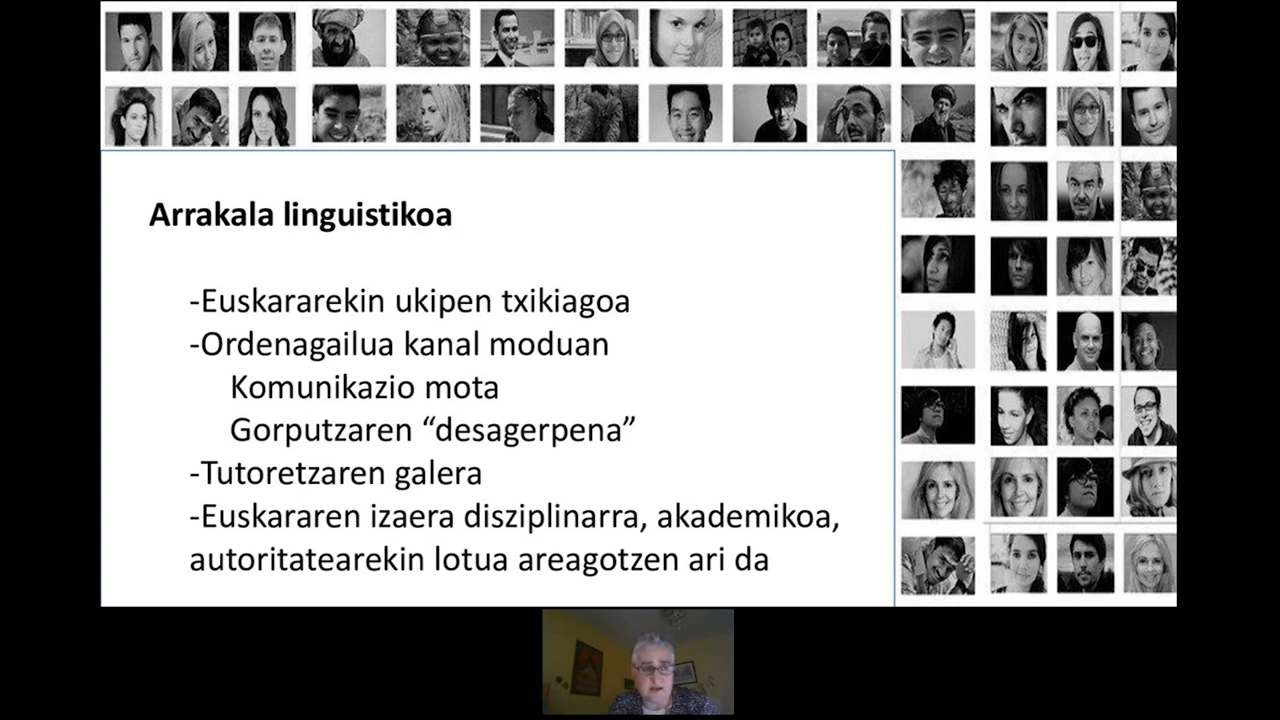 Arrakala linguistikoa
-Euskararekin ukipen txikiagoa
-Ordenagailua kanal moduan
Komunikazio mota
Gorputzaren “desagerpena”
-Tutoretzaren galera
-Euskararen izaera disziplinarra, akademikoa,
autoritatearekin lotua areagotzen ari da